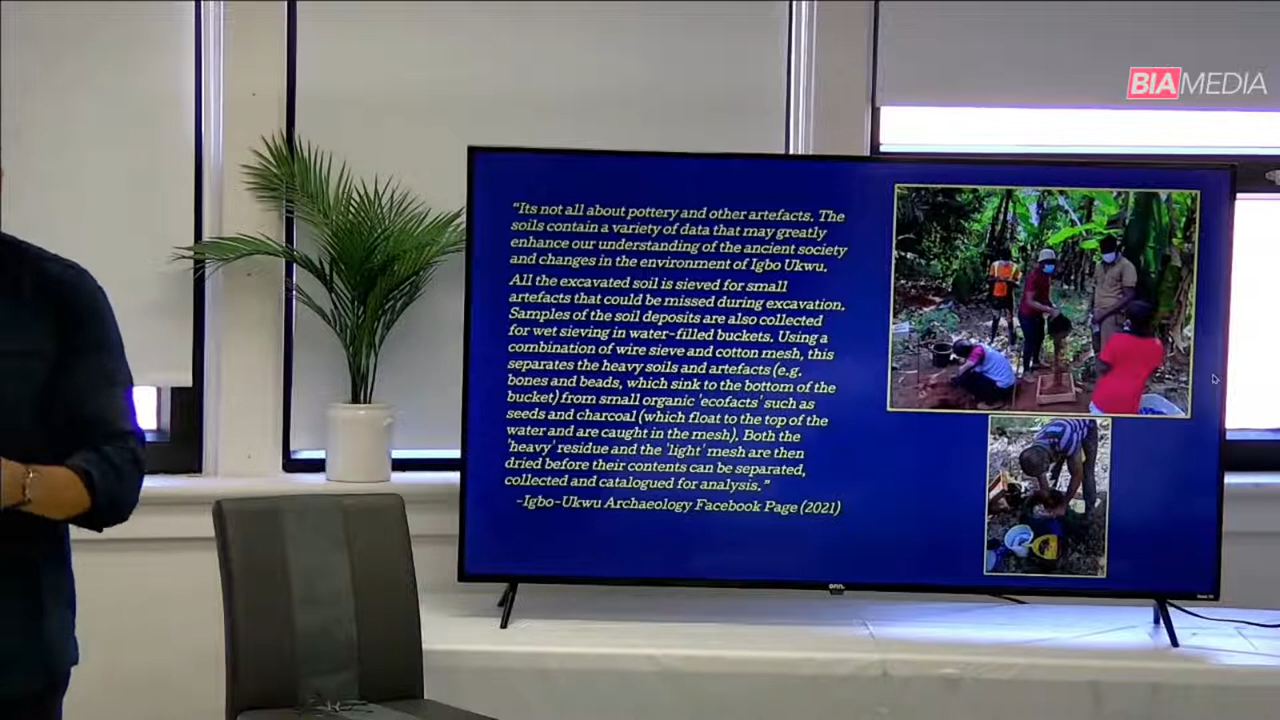 BIA MEDIA
"Its not all about pottery and other artefacts. The
soils contain a variety of data that may greatly
enhance our understanding of the ancient society
and changes in the environment of Igbo Ukwu.
All the excavated soil is sieved for small
artefacts that could be missed during excavation.
Samples of the soil deposits are also collected
for wet sieving in water-filled buckets. Using a
combination of wire sieve and cotton mesh, this
separates the heavy soils and artefacts (e.g.
bones and beads, which sink to the bottom of the
bucket) from small organic 'ecofacts' such as
seeds and charcoal (which float to the top of the
water and are caught in the mesh). Both the
'heavy' residue and the 'light' mesh are then
dried before their contents can be separated,
collected and catalogued for analysis."
-Igbo-Ukwu Archaeology Facebook Page (2021)
onn.